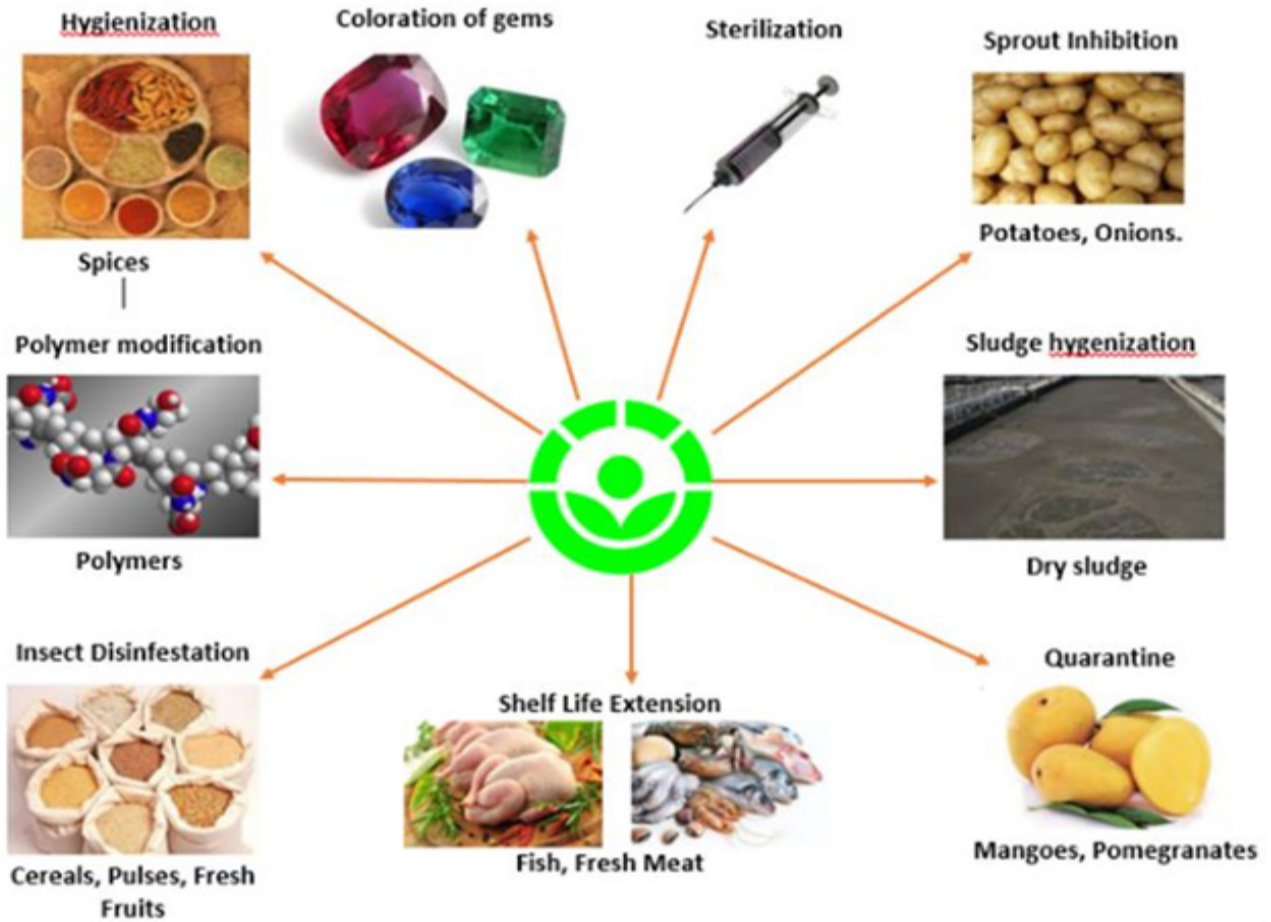 Hygienization
Coloration of gems
Sterilization
Sprout Inhibition
Spices
Potatoes, Onions.
Polymer modification
Sludge hygenization
Polymers
Dry sludge
Insect Disinfestation
Quarantine
Shelf Life Extension
Cereals, Pulses, Fresh
Fruits
Fish, Fresh Meat
Mangoes, Pomegranates